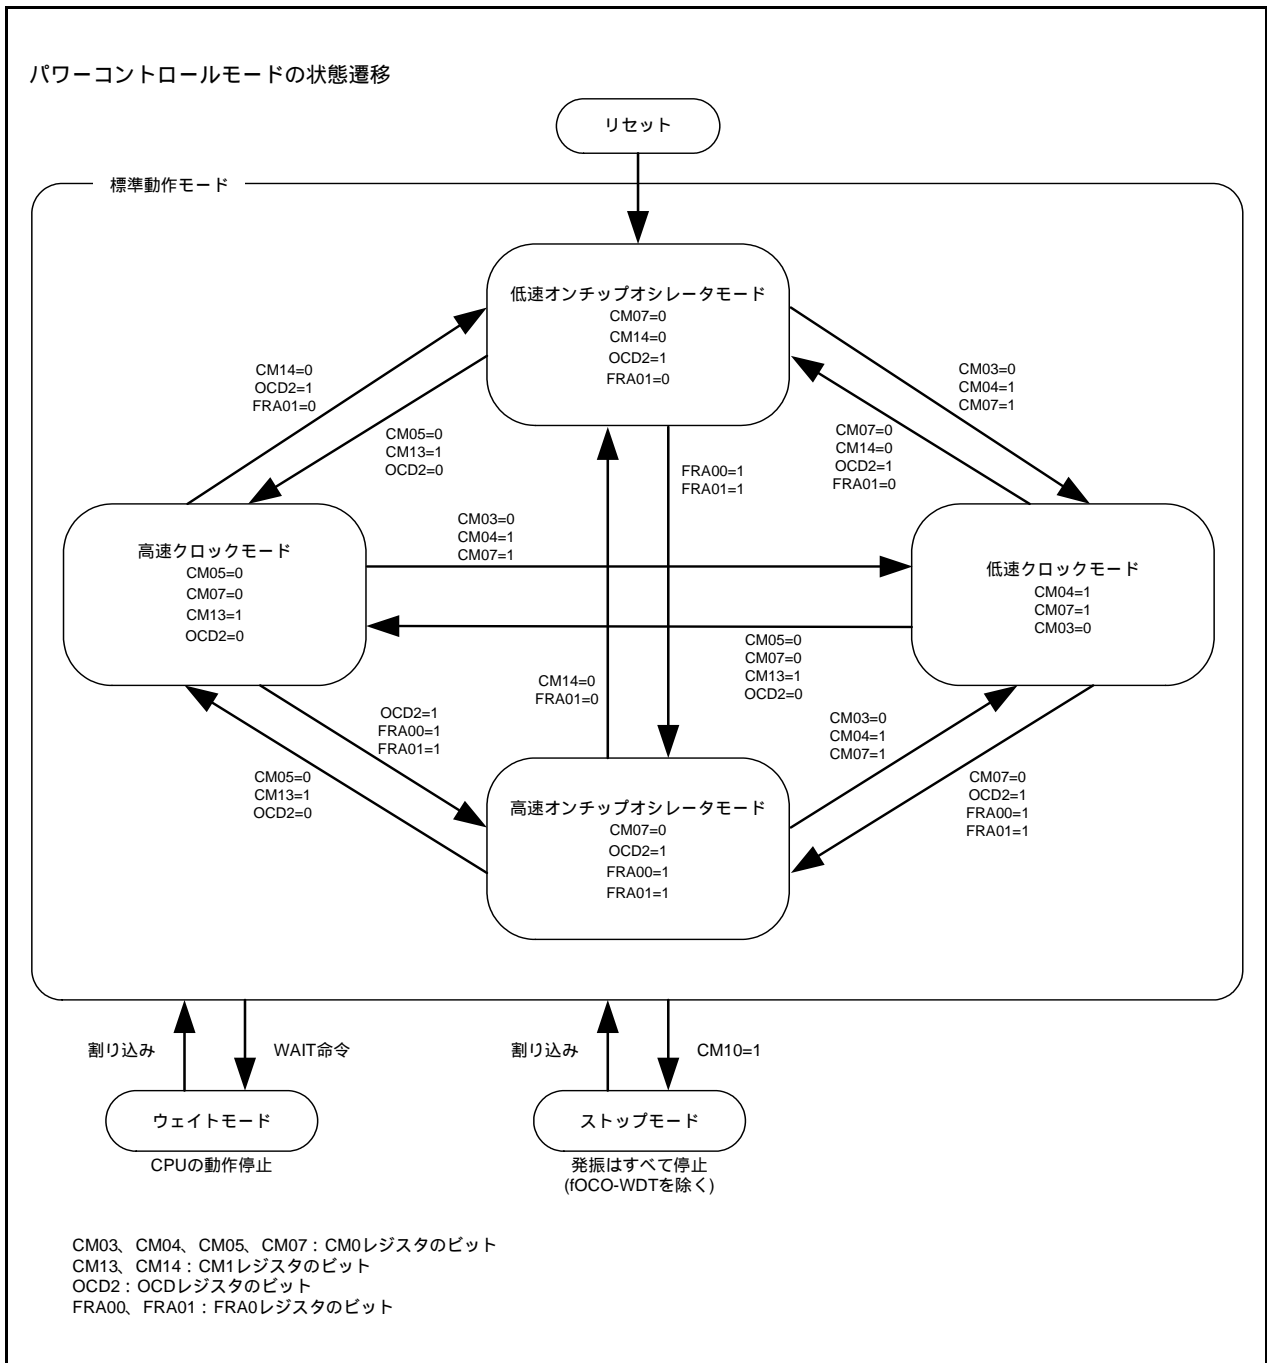 パワーコントロールモードの状態遷移
リセット
標準動作モード
低速オンチップオシレータモード
CM07=0
CM14=0
OCD2=1
FRA01=0
CM14=0
OCD2=1
FRA01=0
CM05=0
CM13=1
OCD2=0
CM03=0
CM04=1
CM07=1
CM07=0
CM14=0
OCD2=1
FRA01=0
FRA00=1
FRA01=1
高速クロックモード
CM05=0
CM07=0
CM13=1
OCD2=0
CM03=0
CM04=1
CM07=1
低速クロックモード
CM04=1
CM07=1
CM03=0
CM05=0
CM07=0
CM13=1
OCD2=0
CM14=0
FRA01=0
OCD2=1
FRA00=1
FRA01=1
CM03=0
CM04=1
CM07=1
CM05=0
CM13=1
OCD2=0
CM07=0
OCD2=1
FRA00=1
FRA01=1
高速オンチップオシレータモード
CM07=0
OCD2=1
FRA00=1
FRA01=1
割り込み
WAIT命令
割り込み
CM10=1
ウェイトモード
CPUの動作停止
ストップモード
発振はすべて停止
(fOCO-WDTを除く)
CM03、CM04、CM05、CM07：CM0レジスタのビット
CM13、CM14：CM1レジスタのビット
OCD2：OCDレジスタのビット
FRA00、FRA01：FRA0レジスタのビット